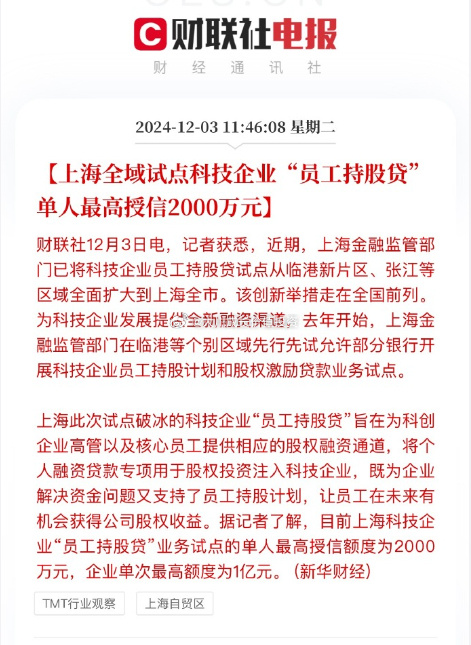 财联社电报
财经通讯社
2024-12-03 11:46:08 星期二
【上海全域试点科技企业“员工持股贷”
单人最高授信2000万元】
财联社12月3日电，记者获悉，近期，上海金融监管部
门已将科技企业员工持股贷试点从临港新片区、张江等
区域全面扩大到上海全市。该创新举措走在全国前列。
为科技企业发展提供全新融资渠道。去年开始，上海金
融监管部门在临港等个别区域先行先试允许部分银行开
展科技企业员工持股计划和股权激励贷款业务试点。
上海此次试点破冰的科技企业“员工持股贷”旨在为科创
企业高管以及核心员工提供相应的股权融资通道，将个
人融资贷款专项用于股权投资注入科技企业，既为企业
解决资金问题又支持了员工持股计划，让员工在未来有
机会获得公司股权收益。据记者了解，目前上海科技企
业“员工持股贷”业务试点的单人最高授信额度为2000
万元，企业单次最高额度为1亿元。（新华财经）
TMT行业观察 上海自贸区